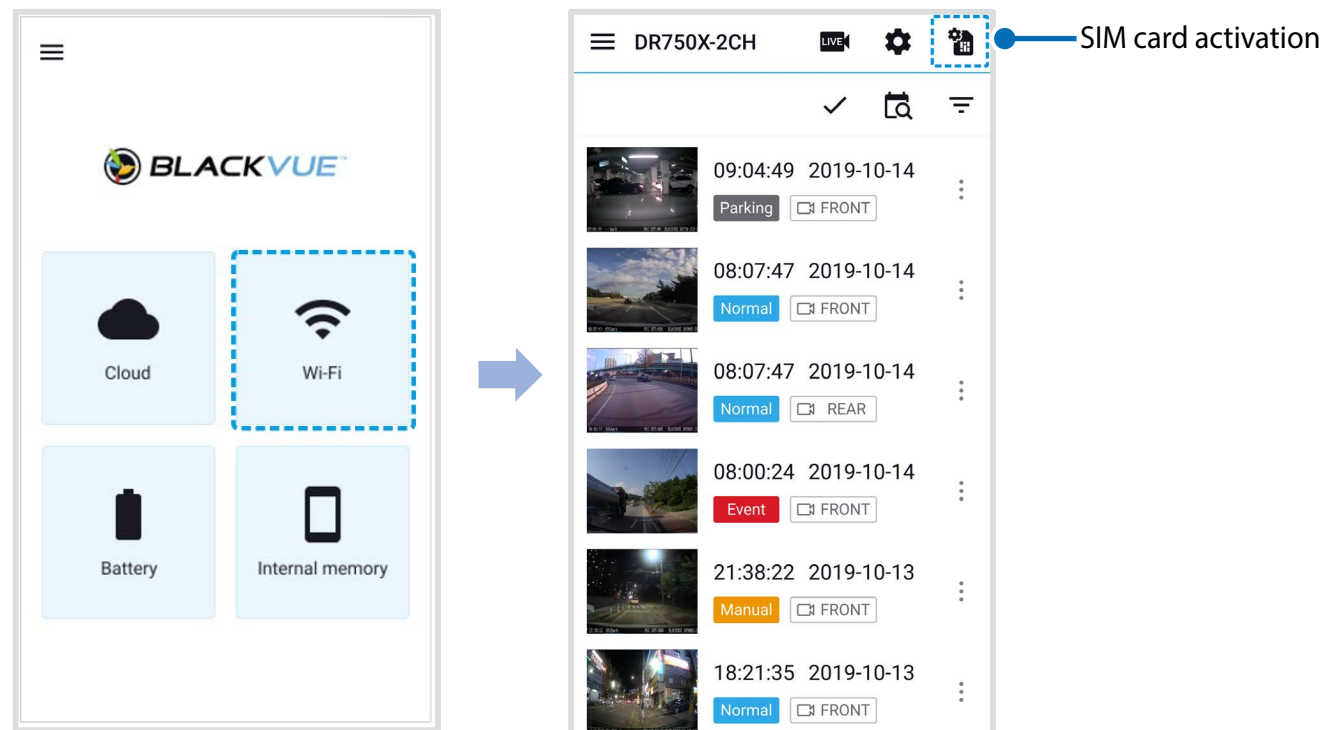 BLACKVUE
Cloud
Wi-Fi
Battery
Internal memory
DR750X-2CH
LIVE
SIM card activation
09:04:49 2019-10-14
Parking FRONT
08:07:47 2019-10-14
Normal FRONT
08:07:47 2019-10-14
Normal REAR
08:00:24 2019-10-14
Event FRONT
21:38:22 2019-10-13
Manual FRONT
18:21:35 2019-10-13
Normal FRONT